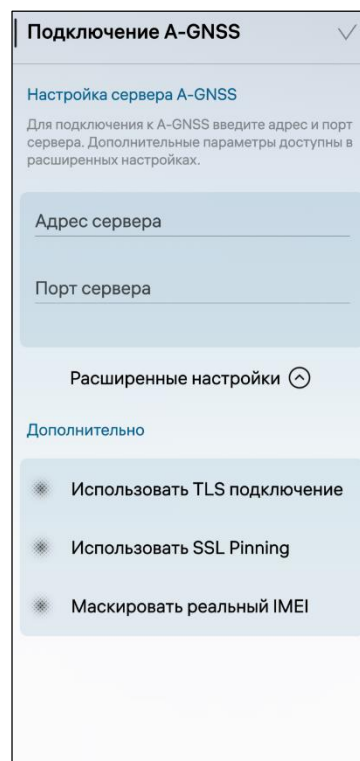 Подключение A-GNSS
Настройка сервера A-GNSS
Для подключения к A-GNSS введите адрес и порт
сервера. Дополнительные параметры доступны в
расширенных настройках.
Адрес сервера
Порт сервера
Расширенные настройки
Дополнительно
Использовать TLS подключение
Использовать SSL Pinning
Маскировать реальный IMEI